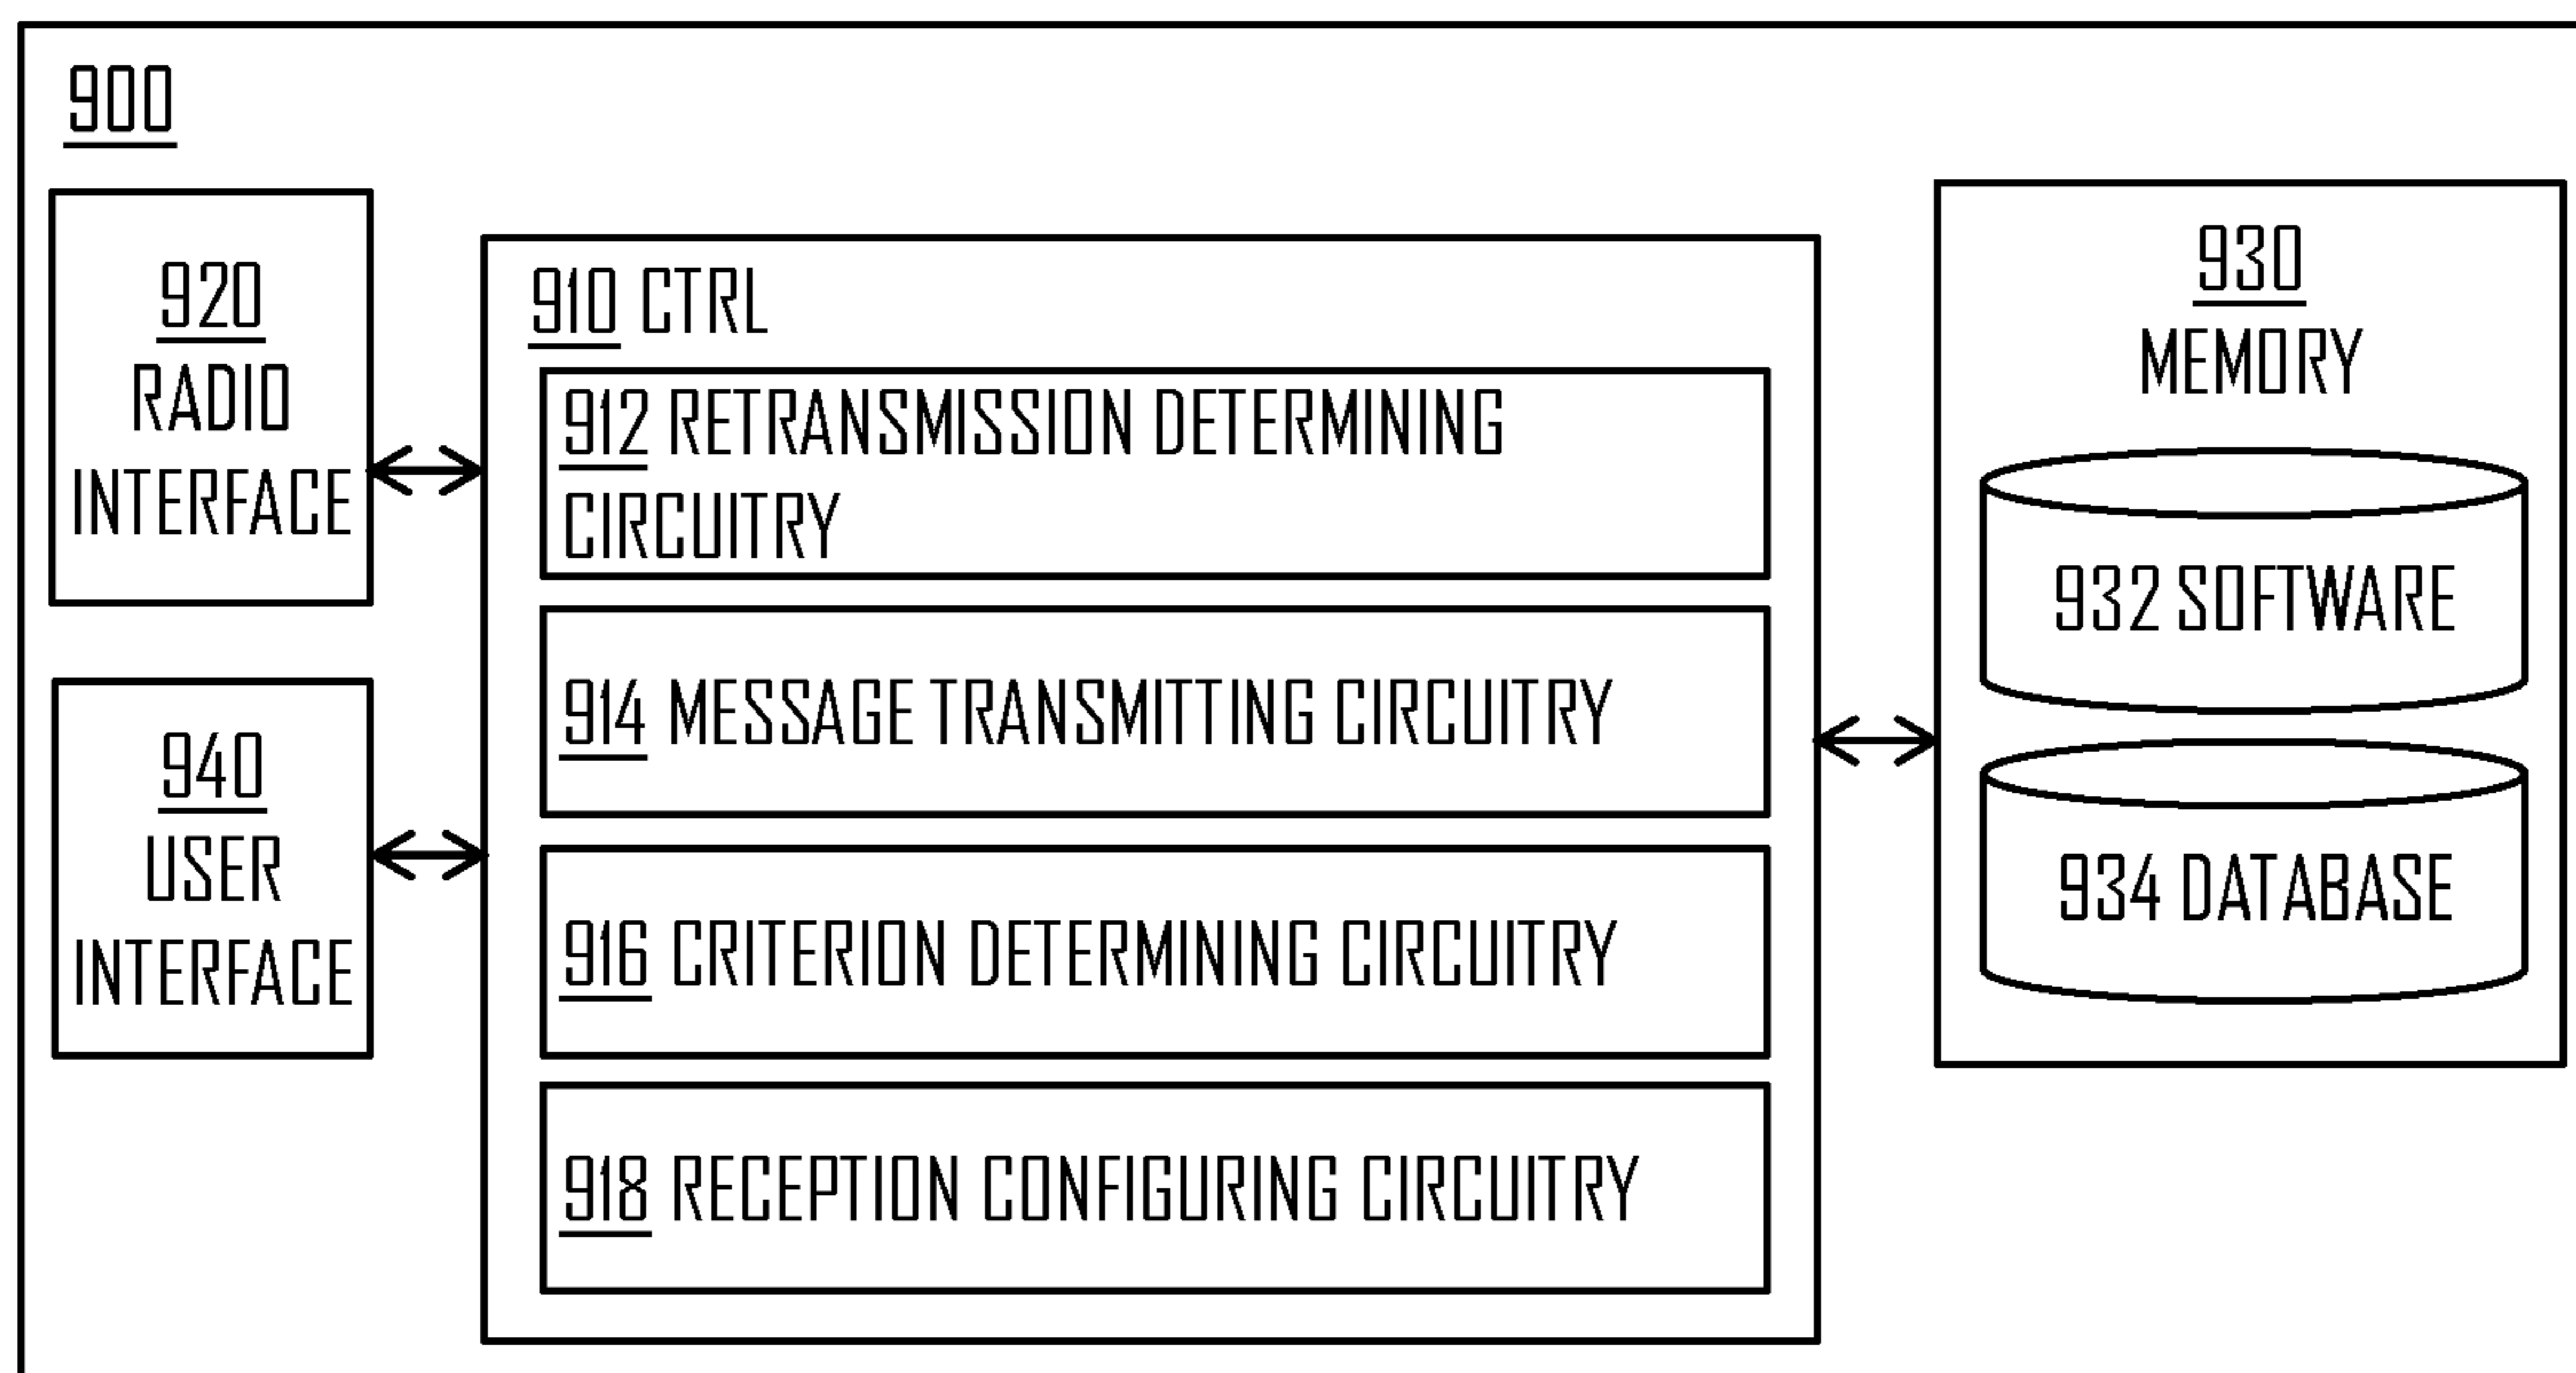 900
920
RADIO
INTERFACE
940
USER
INTERFACE
910 CTRL
912 RETRANSMISSION DETERMINING
CIRCUITRY
914 MESSAGE TRANSMITTING CIRCUITRY
916 CRITERION DETERMINING CIRCUITRY
918 RECEPTION CONFIGURING CIRCUITRY
930
MEMORY
932 SOFTWARE
934 DATABASE